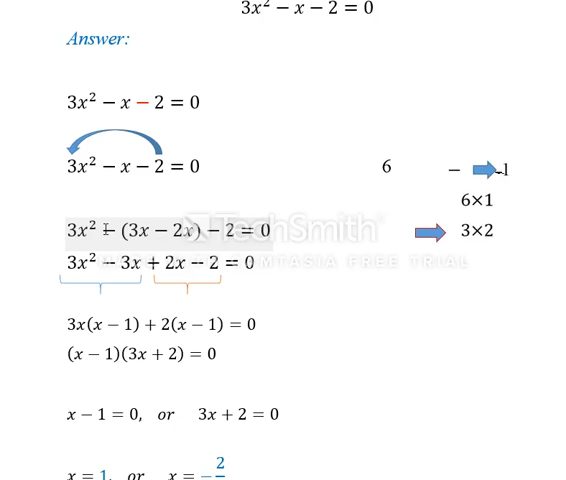 3x² − x − 2 = 0
Answer:
3x² − x − 2 = 0
3x² − x − 2 = 0 6 − -1
6×1
3x² − (3x − 2x) − 2 = 0 3×2
TechSmith
3x² − 3x + 2x − 2 = 0
MADE WITH CAMTASIA FREE TRIAL
3x(x − 1) + 2(x − 1) = 0
(x − 1)(3x + 2) = 0
x − 1 = 0, or 3x + 2 = 0
x = 1, or x = − 2